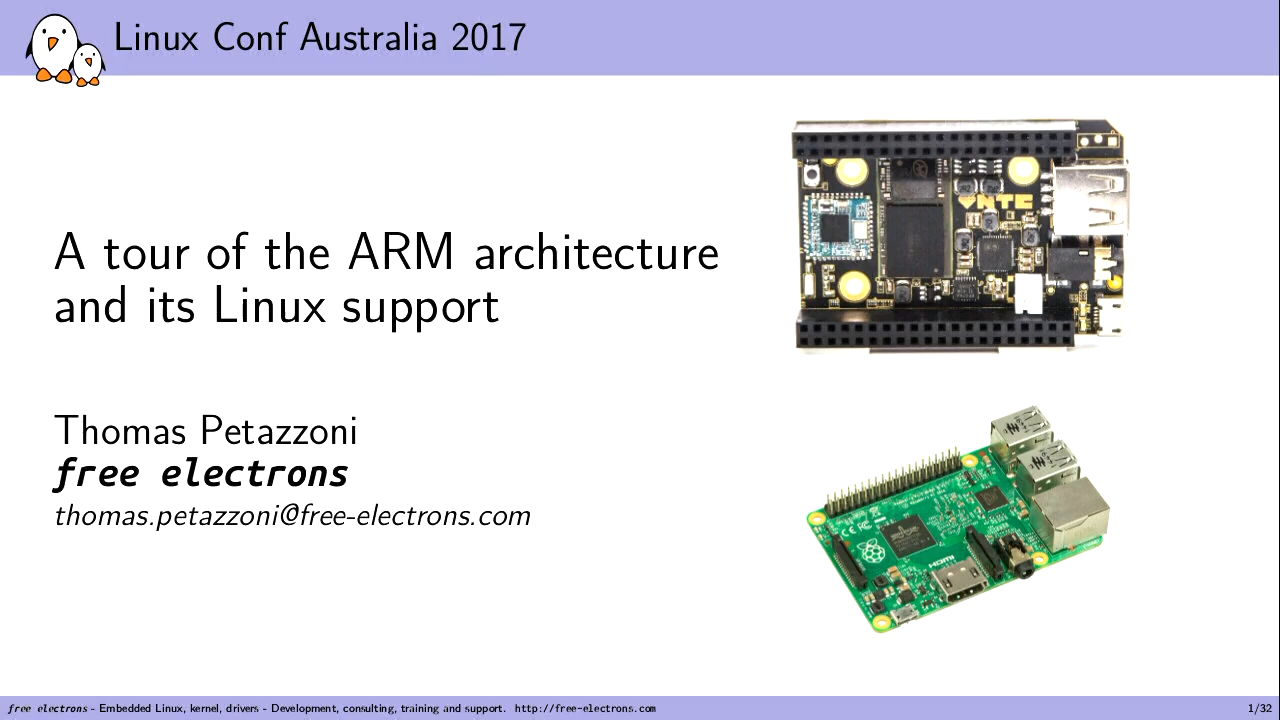 Linux Conf Australia 2017
A tour of the ARM architecture
and its Linux support
Thomas Petazzoni
free electrons
thomas.petazzoni@free-electrons.com
NTC
HDMI
free electrons - Embedded Linux, kernel, drivers - Development, consulting, training and support. http://free-electrons.com
1/32